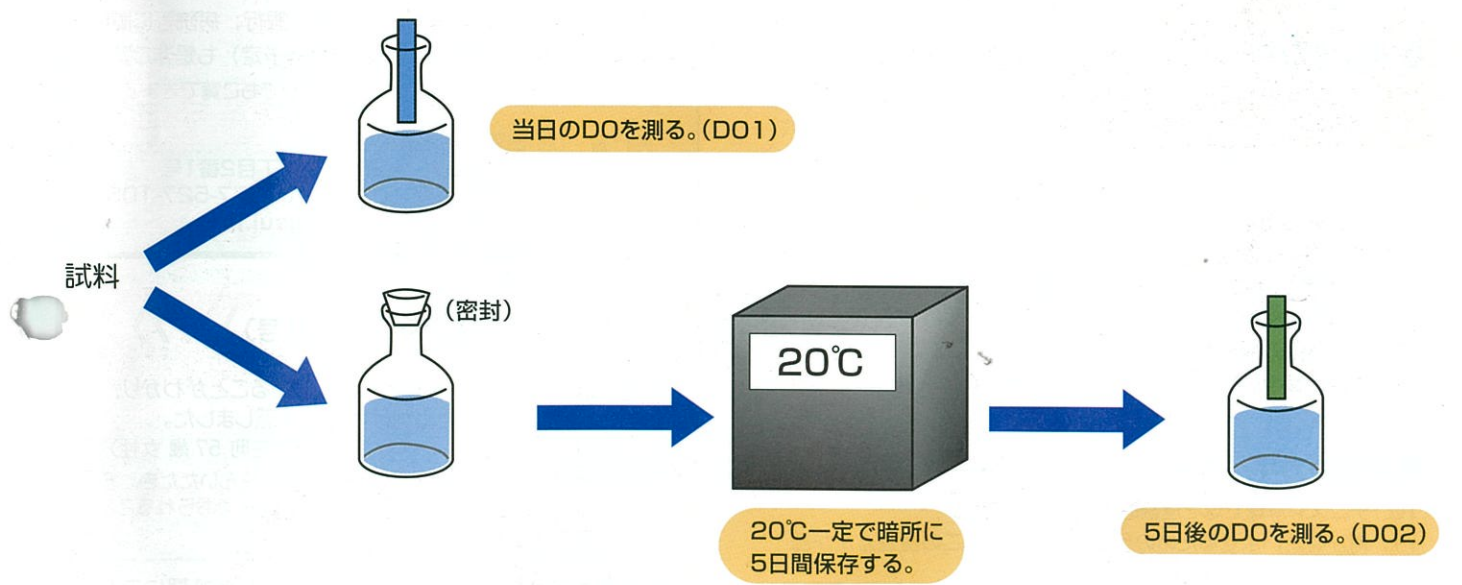 当日のDOを測る。(DO1)
試料
(密封)
20℃
20℃一定で暗所に
5日間保存する。
5日後のDOを測る。(DO2)